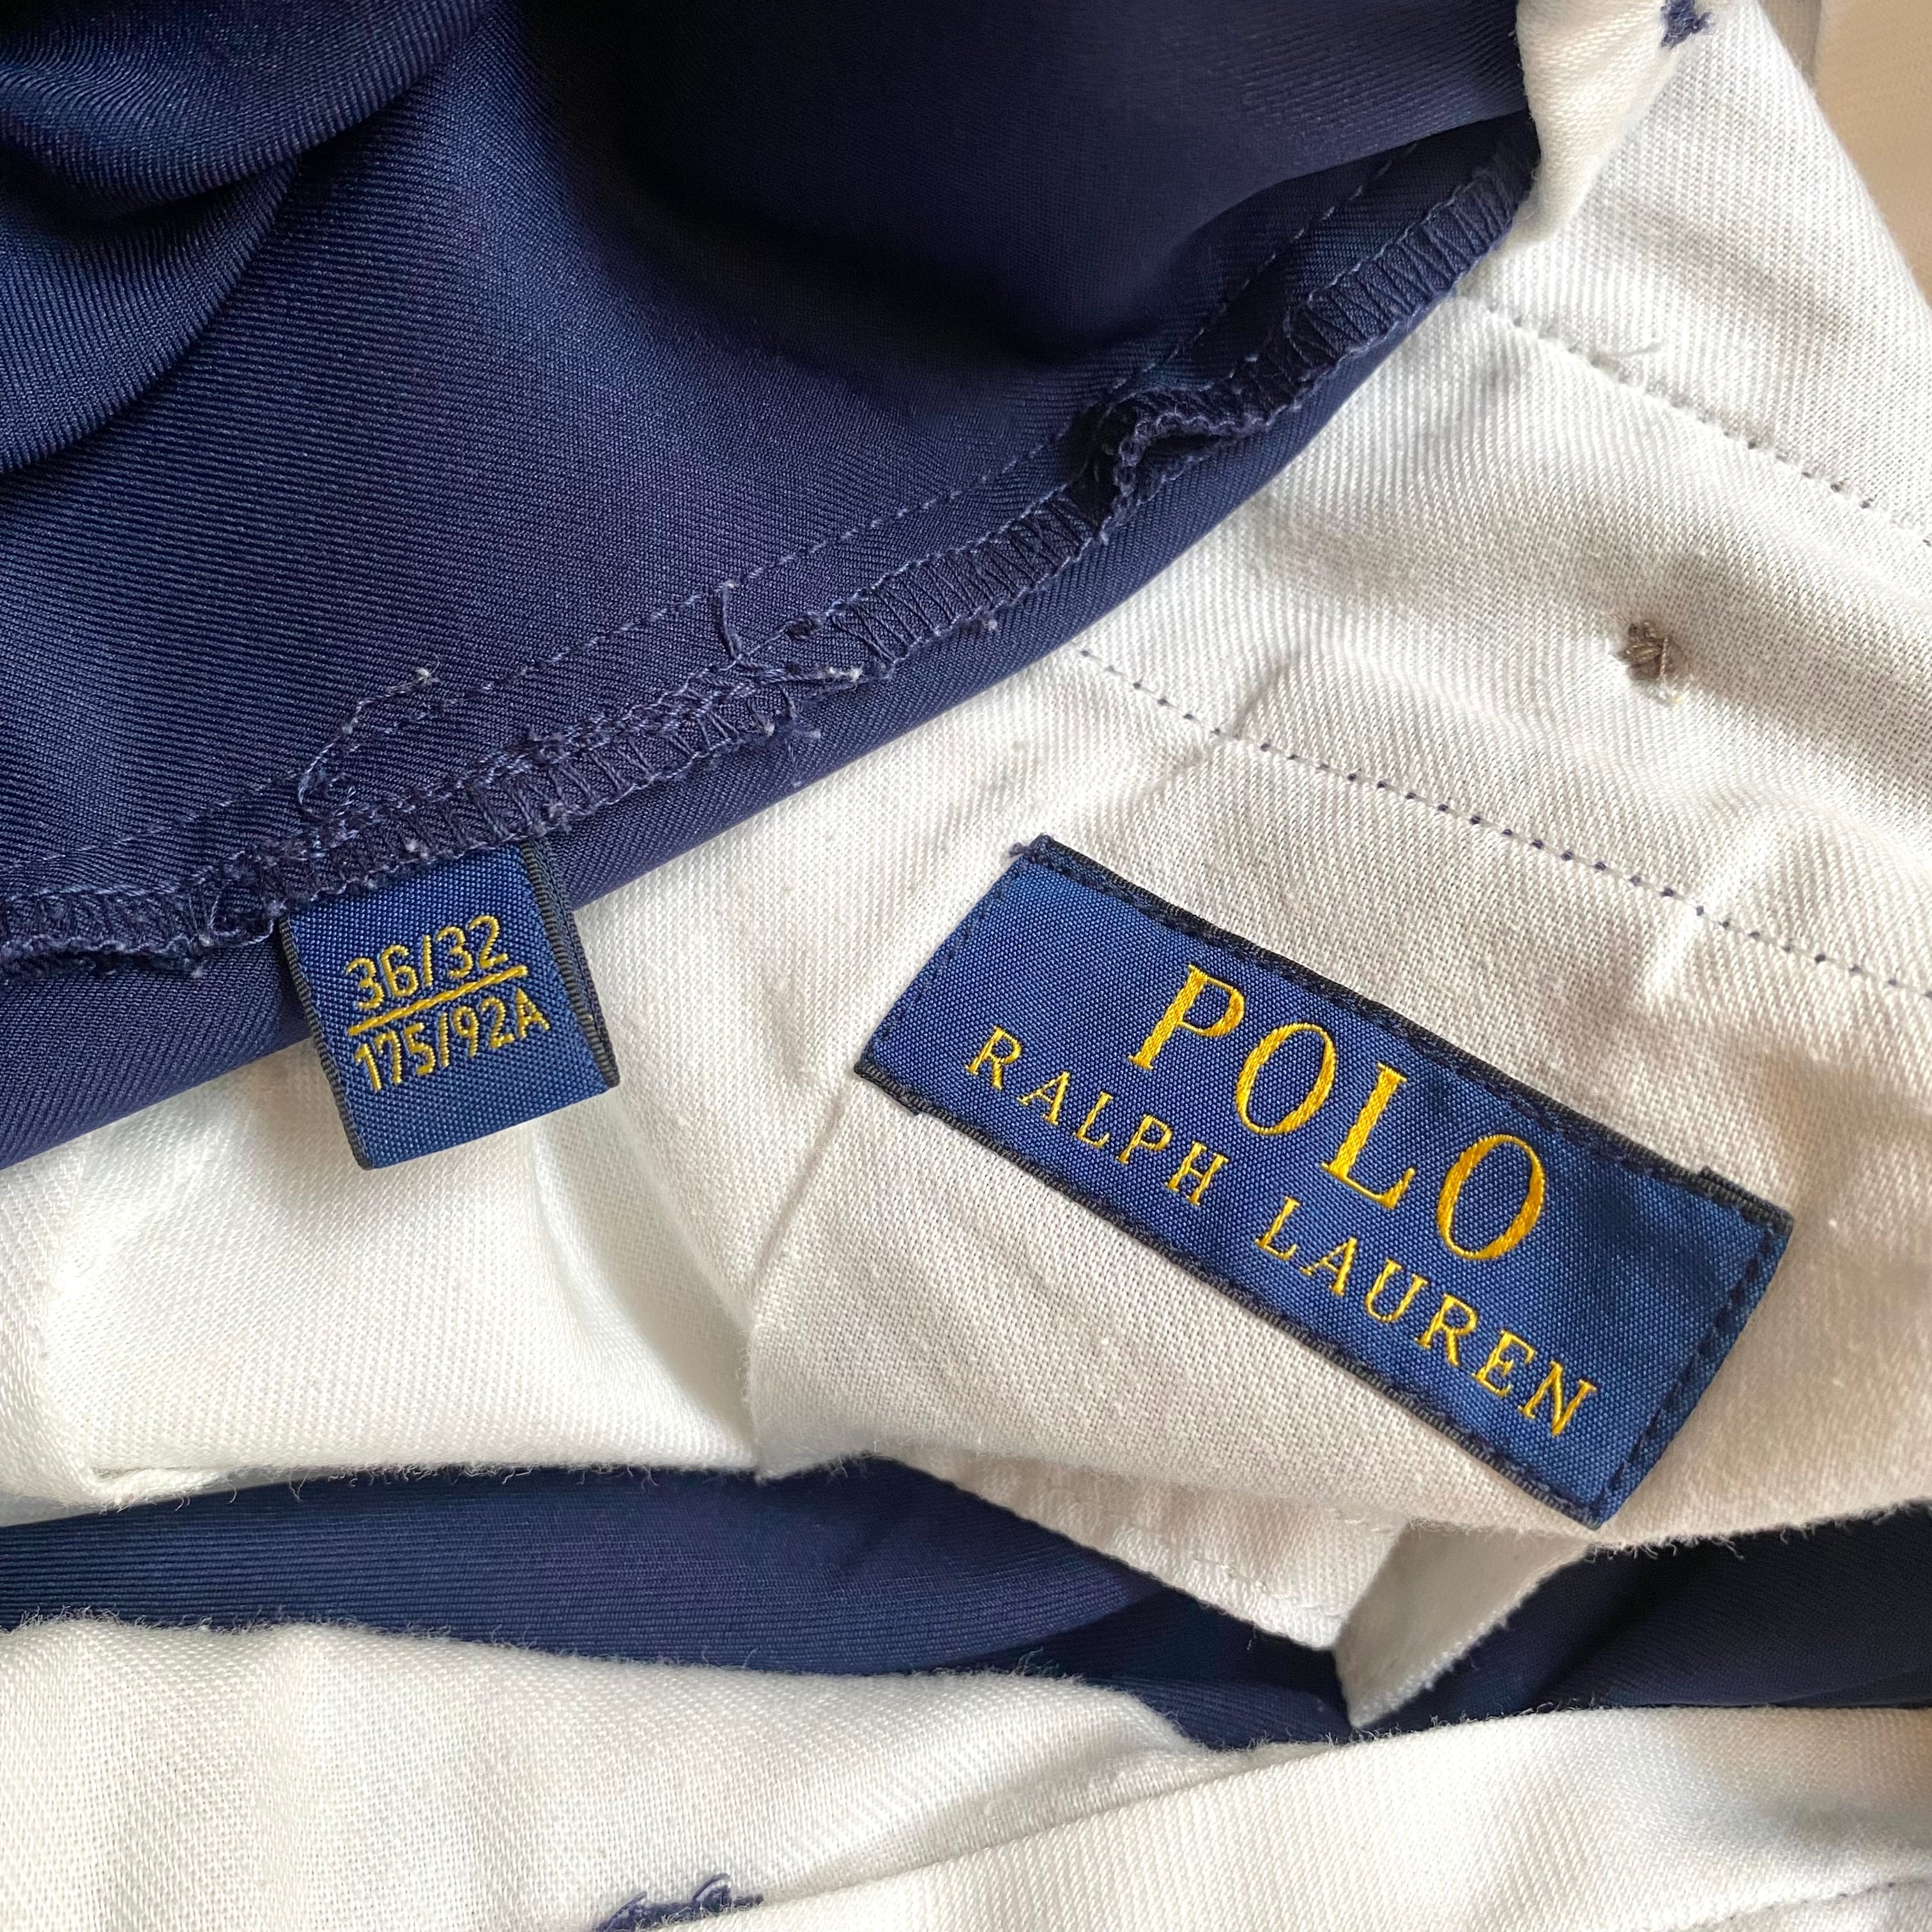 36/32
175/92A
POLO
RALPH LAUREN